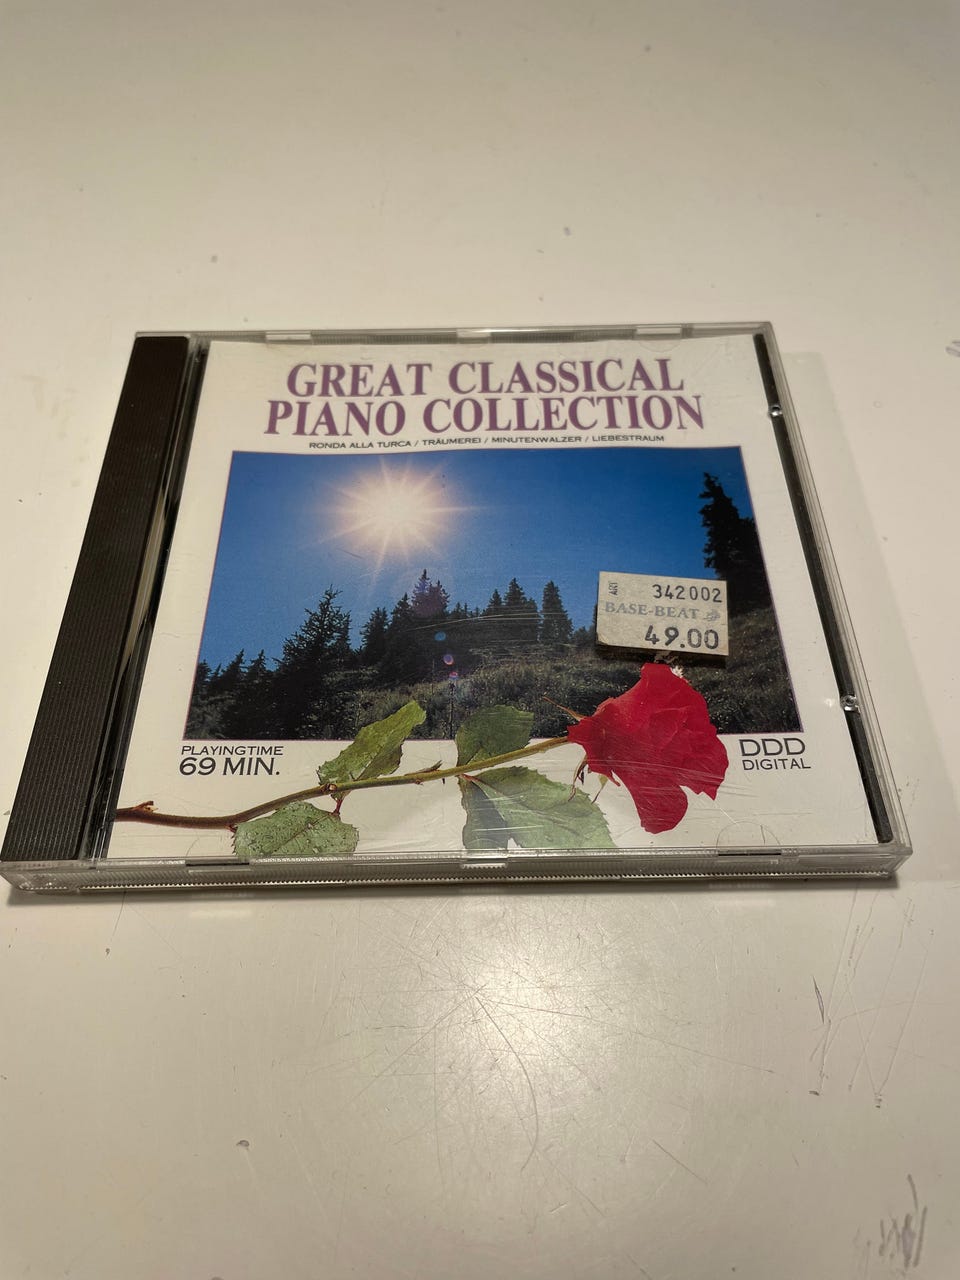 GREAT CLASSICAL
PIANO COLLECTION
RONDA ALLA TURCA / TRÄUMEREI / MINUTENWALZER / LIEBESTRAUM
ART 342002
BASE-BEAT
49.00
PLAYINGTIME
69 MIN.
DDD
DIGITAL